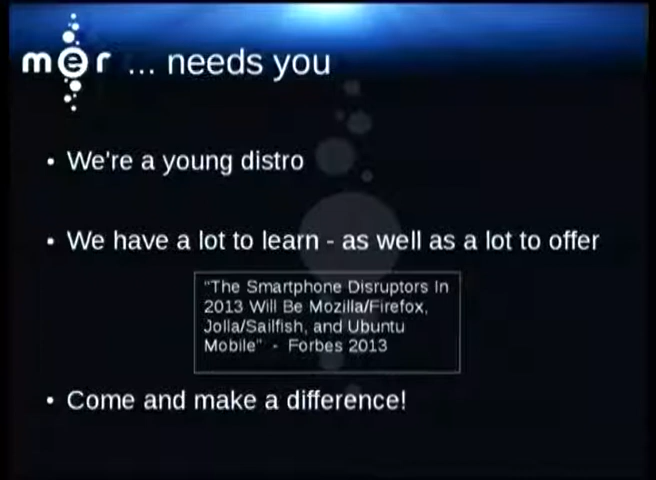 mer ... needs you
• We're a young distro
• We have a lot to learn - as well as a lot to offer
"The Smartphone Disruptors In
2013 Will Be Mozilla/Firefox,
Jolla/Sailfish, and Ubuntu
Mobile" - Forbes 2013
• Come and make a difference!